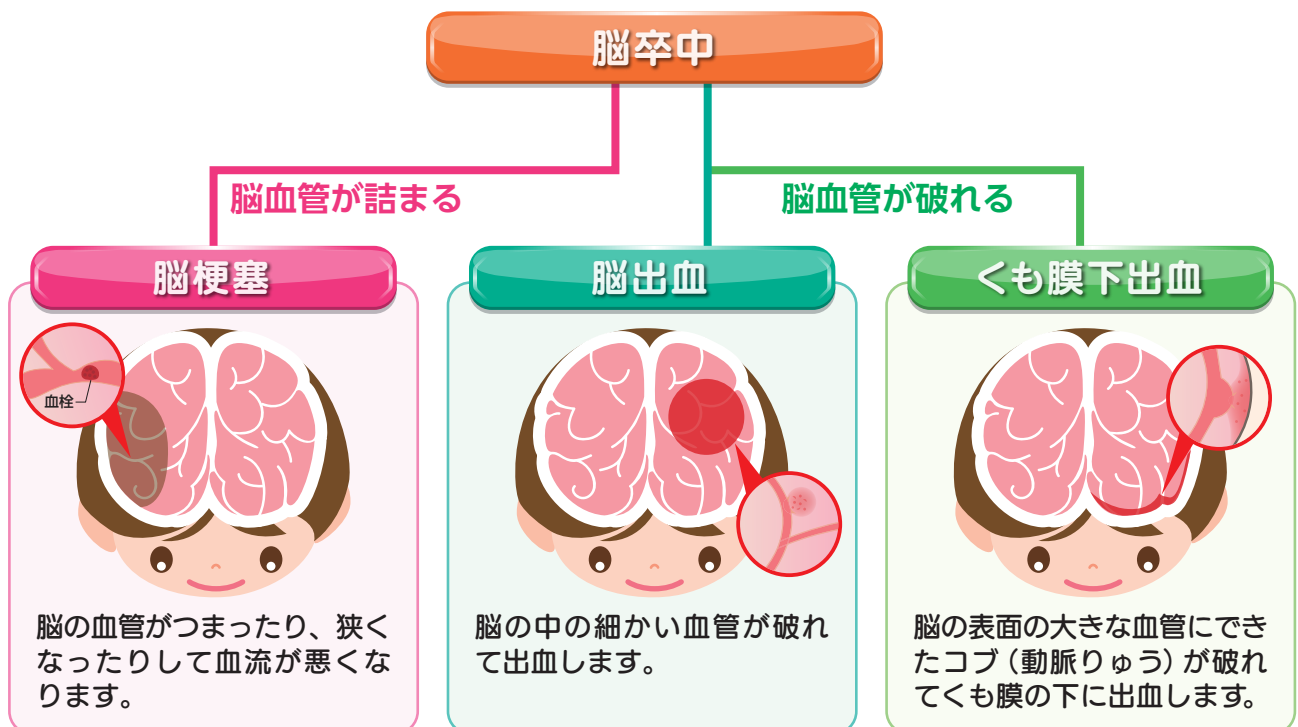 脳卒中
脳血管が詰まる
脳血管が破れる
脳梗塞
血栓
脳の血管がつまったり、狭く
なったりして血流が悪くな
ります。
脳出血
脳の中の細かい血管が破れ
て出血します。
くも膜下出血
脳の表面の大きな血管にでき
たコブ（動脈りゅう）が破れ
てくも膜の下に出血します。